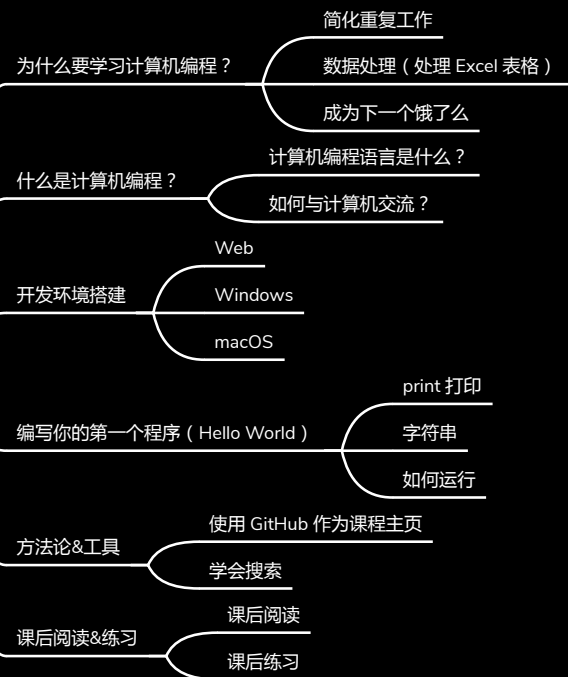 简化重复工作
为什么要学习计算机编程？
数据处理（处理 Excel 表格）
成为下一个饿了么
计算机编程语言是什么？
什么是计算机编程？
如何与计算机交流？
Web
开发环境搭建
Windows
macOS
print 打印
编写你的第一个程序（Hello World）
字符串
如何运行
使用 GitHub 作为课程主页
方法论&工具
学会搜索
课后阅读
课后阅读&练习
课后练习